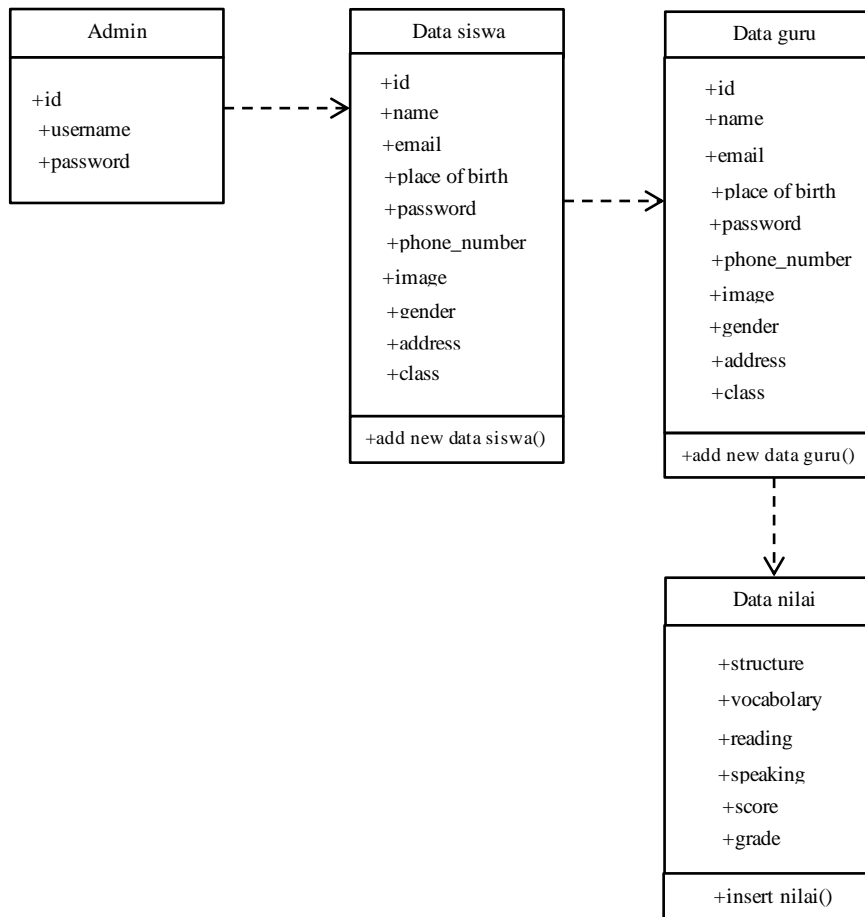 Admin
+id
+username
+password
Data siswa
+id
+name
+email
+place of birth
+password
+phone_number
+image
+gender
+address
+class
+add new data siswa()
Data guru
+id
+name
+email
+place of birth
+password
+phone_number
+image
+gender
+address
+class
+add new data guru()
Data nilai
+structure
+vocabolary
+reading
+speaking
+score
+grade
+insert nilai()